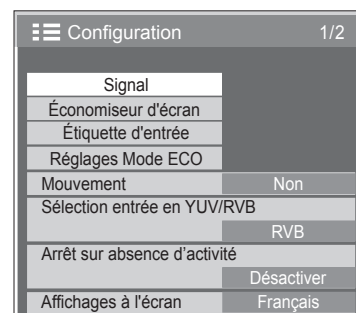 Configuration 1/2
Signal
Économiseur d'écran
Étiquette d'entrée
Réglages Mode ECO
Mouvement Non
Sélection entrée en YUV/RVB
RVB
Arrêt sur absence d'activité
Désactiver
Affichages à l'écran Français